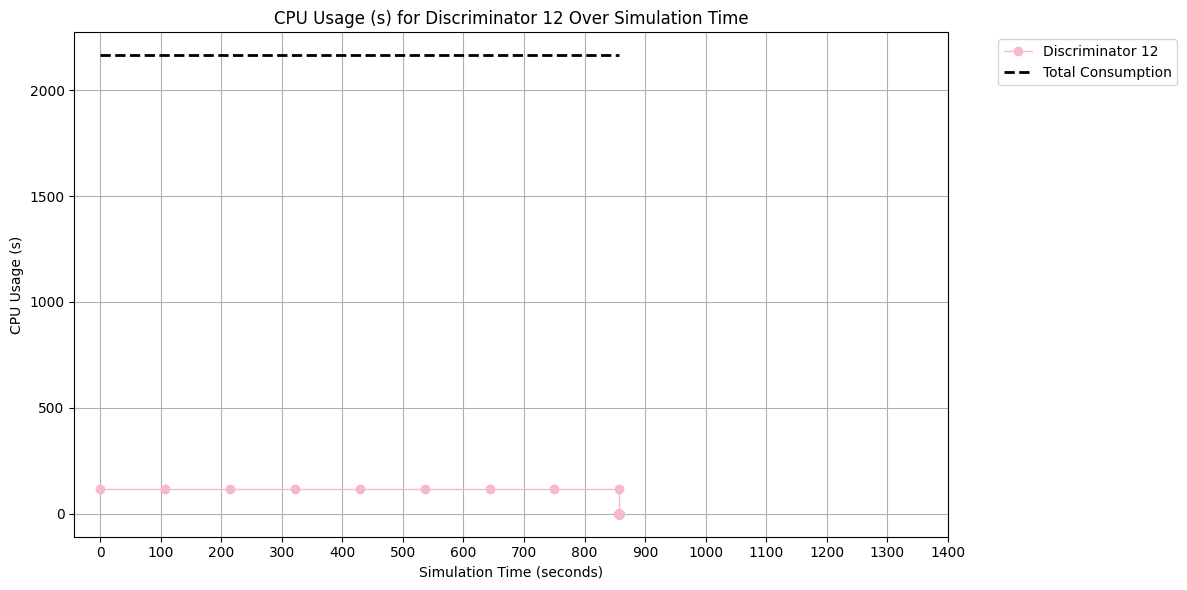 CPU Usage (s) for Discriminator 12 Over Simulation Time
Discriminator 12
Total Consumption
CPU Usage (s)
2000
1500
1000
500
0
0 100 200 300 400 500 600 700 800 900 1000 1100 1200 1300 1400
Simulation Time (seconds)